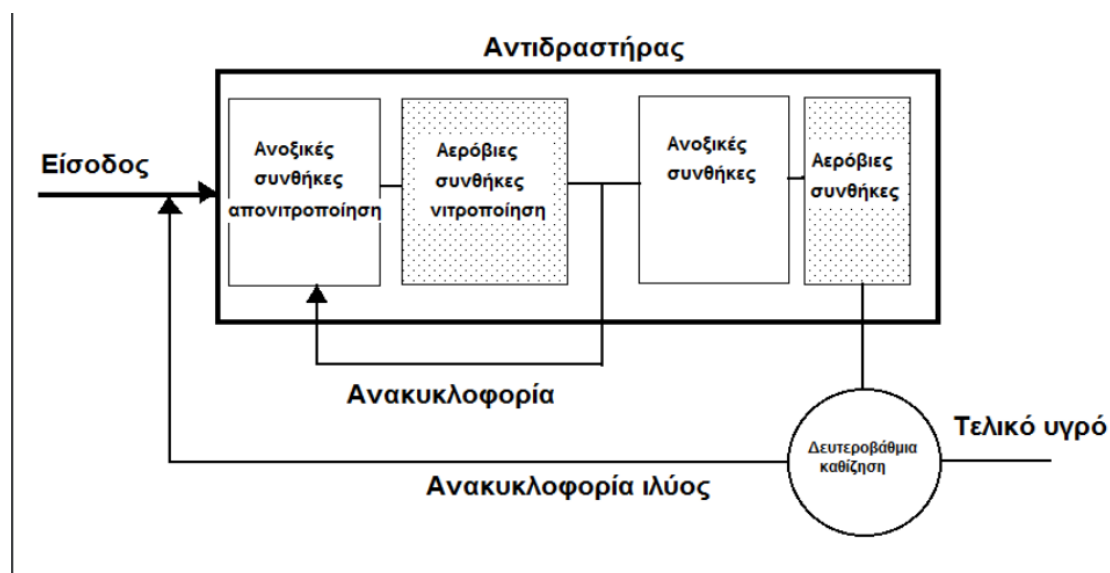 Αντιδραστήρας
Είσοδος
Ανοξικές
συνθήκες
απονιτροποίηση
Αερόβιες
συνθήκες
νιτροποίηση
Ανοξικές
συνθήκες
Αερόβιες
συνθήκες
Ανακυκλοφορία
Δευτεροβάθμια
καθίζηση
Τελικό υγρό
Ανακυκλοφορία ιλύος